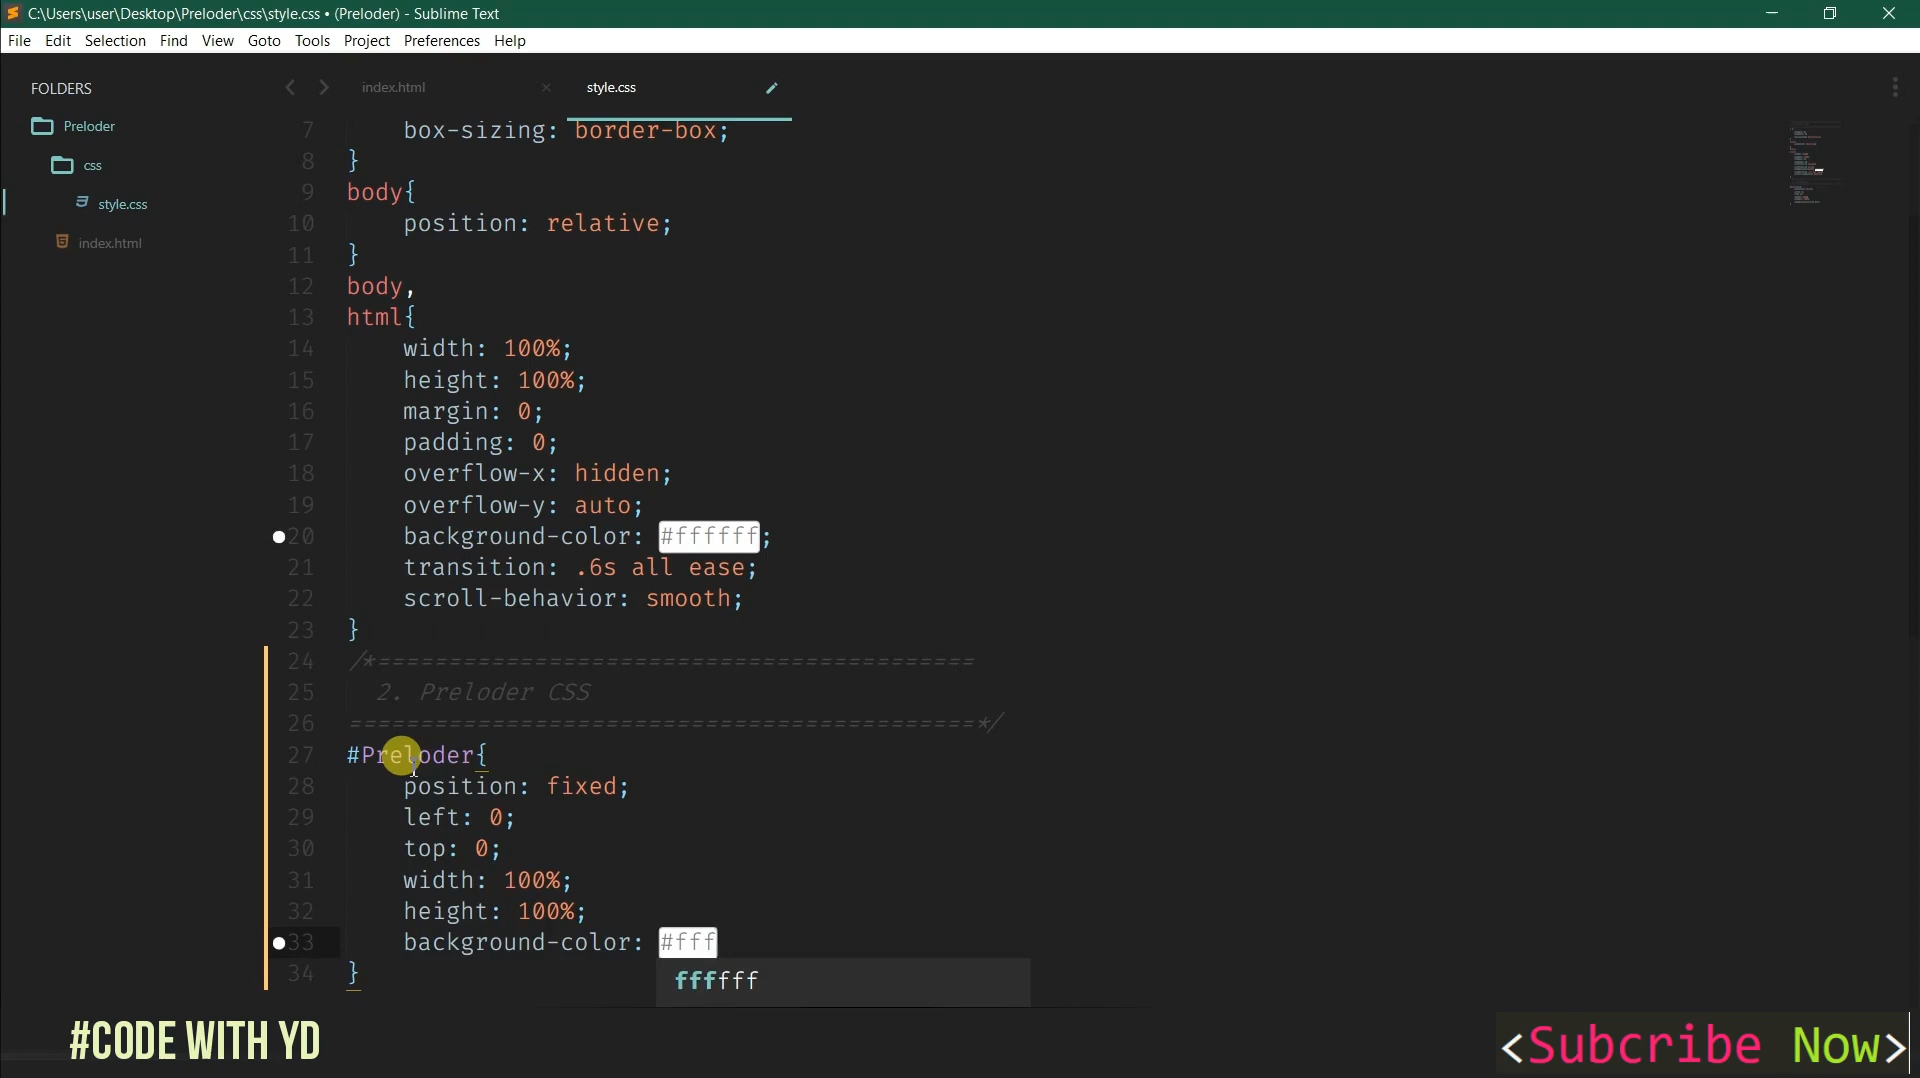 C:\Users\user\Desktop\Preloder\css\style.css • (Preloder) - Sublime Text
File Edit Selection Find View Goto Tools Project Preferences Help
FOLDERS
Preloder
css
style.css
index.html
index.html × style.css
7 box-sizing: border-box;
8 }
9 body{
10 position: relative;
11 }
12 body,
13 html{
14 width: 100%;
15 height: 100%;
16 margin: 0;
17 padding: 0;
18 overflow-x: hidden;
19 overflow-y: auto;
20 background-color: #ffffff;
21 transition: .6s all ease;
22 scroll-behavior: smooth;
23 }
24 /*==========================================
25 2. Preloder CSS
26 ============================================*/
27 #Preloder{
28 position: fixed;
29 left: 0;
30 top: 0;
31 width: 100%;
32 height: 100%;
33 background-color: #fff
ffffff
34 }
#CODE WITH YD
<Subcribe Now>